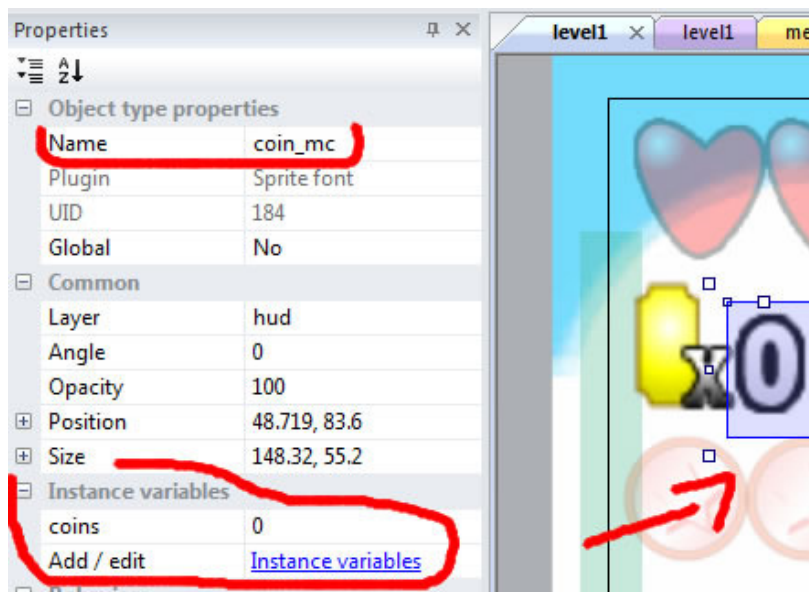 Properties
level1
level1
me
Object type properties
Name coin_mc
Plugin Sprite font
UID 184
Global No
Common
Layer hud
Angle 0
Opacity 100
Position 48.719, 83.6
Size 148.32, 55.2
Instance variables
coins 0
Add / edit Instance variables
x0